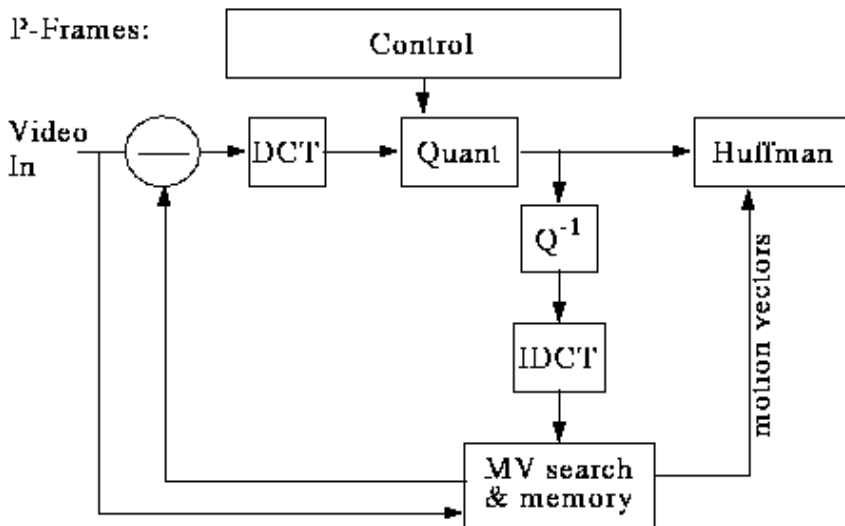 P-Frames:
Control
Video
In
DCT
Quant
Huffman
Q-1
IDCT
motion vectors
MV search
& memory